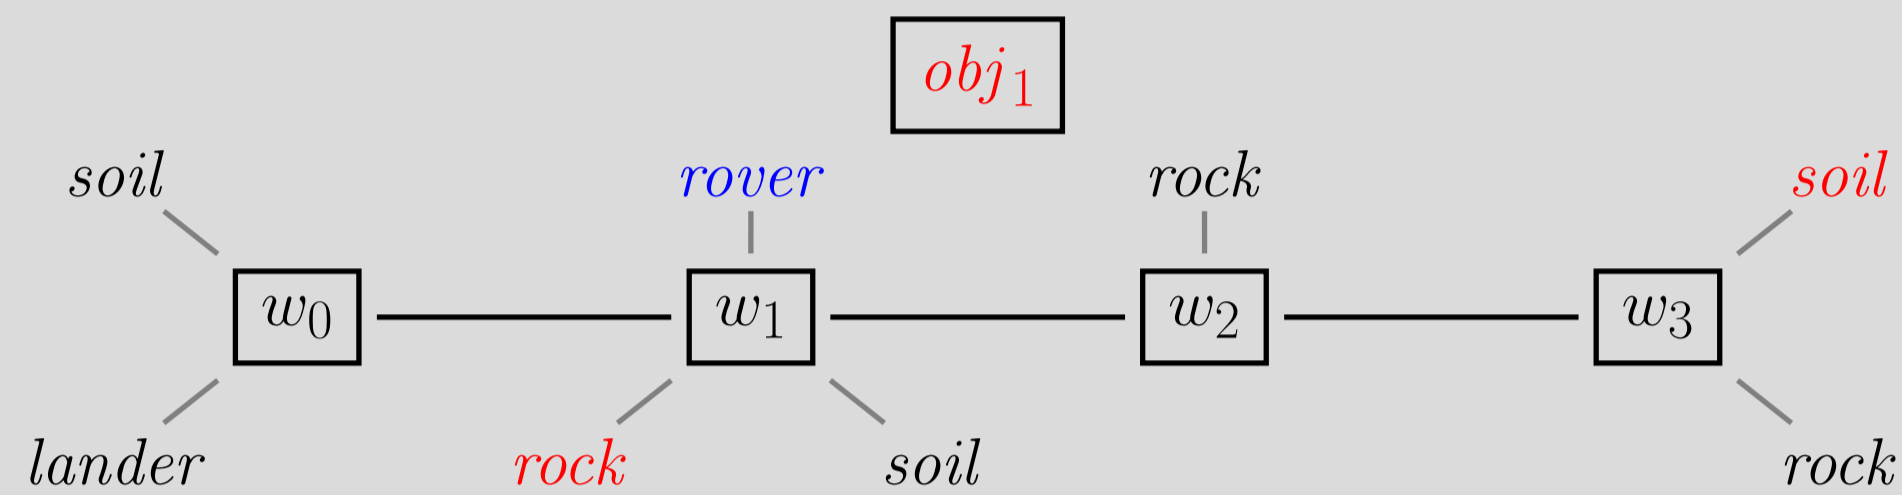 obj₁
soil rover rock soil
w₀ w₁ w₂ w₃
lander rock soil rock